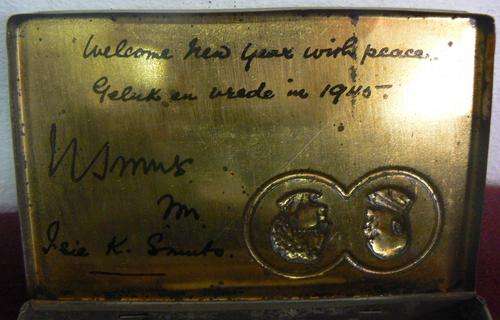 Welcome New Year with peace.
Geluk en vrede in 1945
Smuts
Isie K. Smuts.